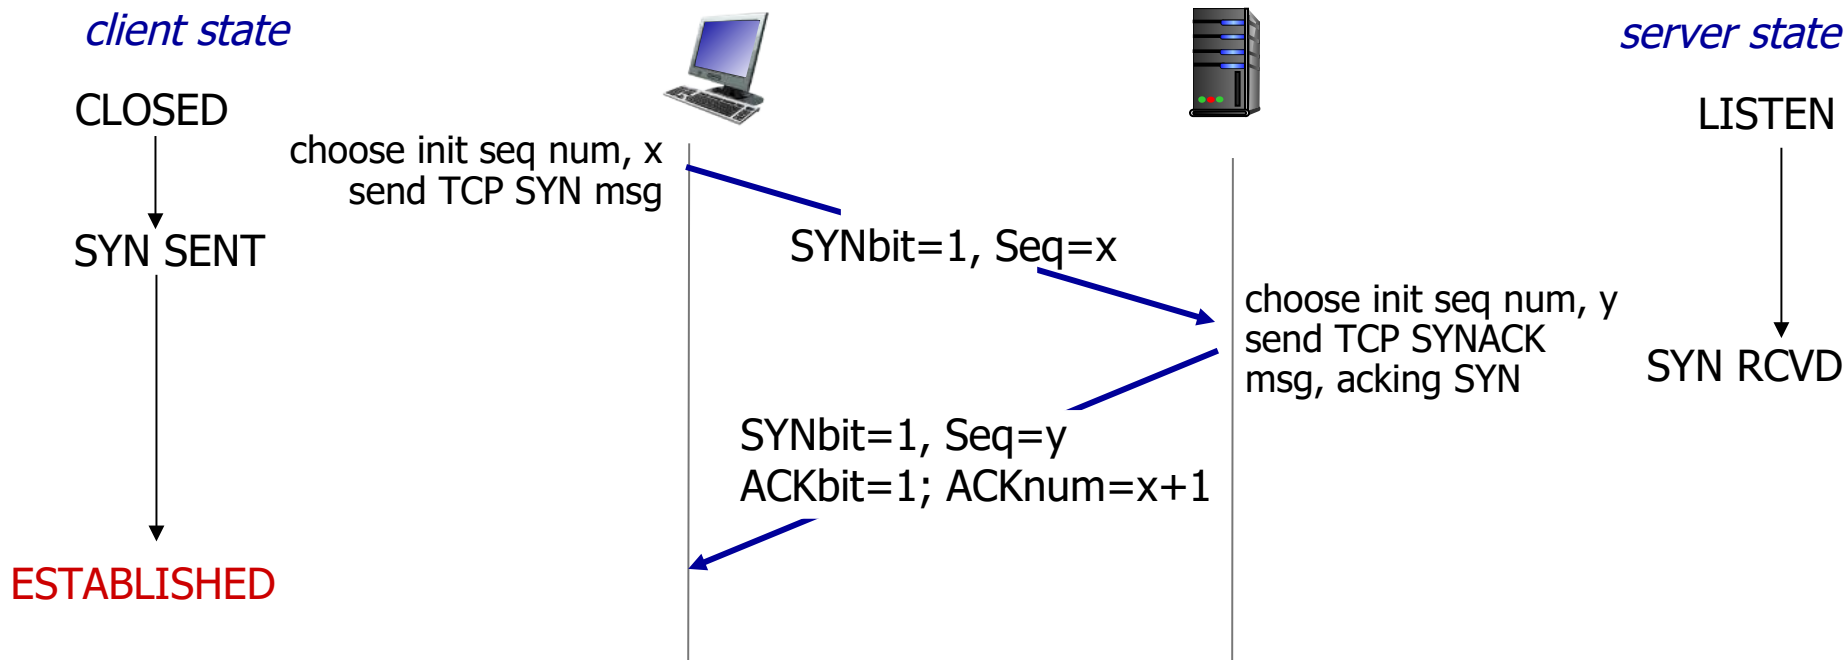 client state
server state
CLOSED
LISTEN
choose init seq num, x
send TCP SYN msg
SYN SENT
SYNbit=1, Seq=x
choose init seq num, y
send TCP SYNACK
msg, acking SYN
SYN RCVD
SYNbit=1, Seq=y
ACKbit=1; ACKnum=x+1
ESTABLISHED